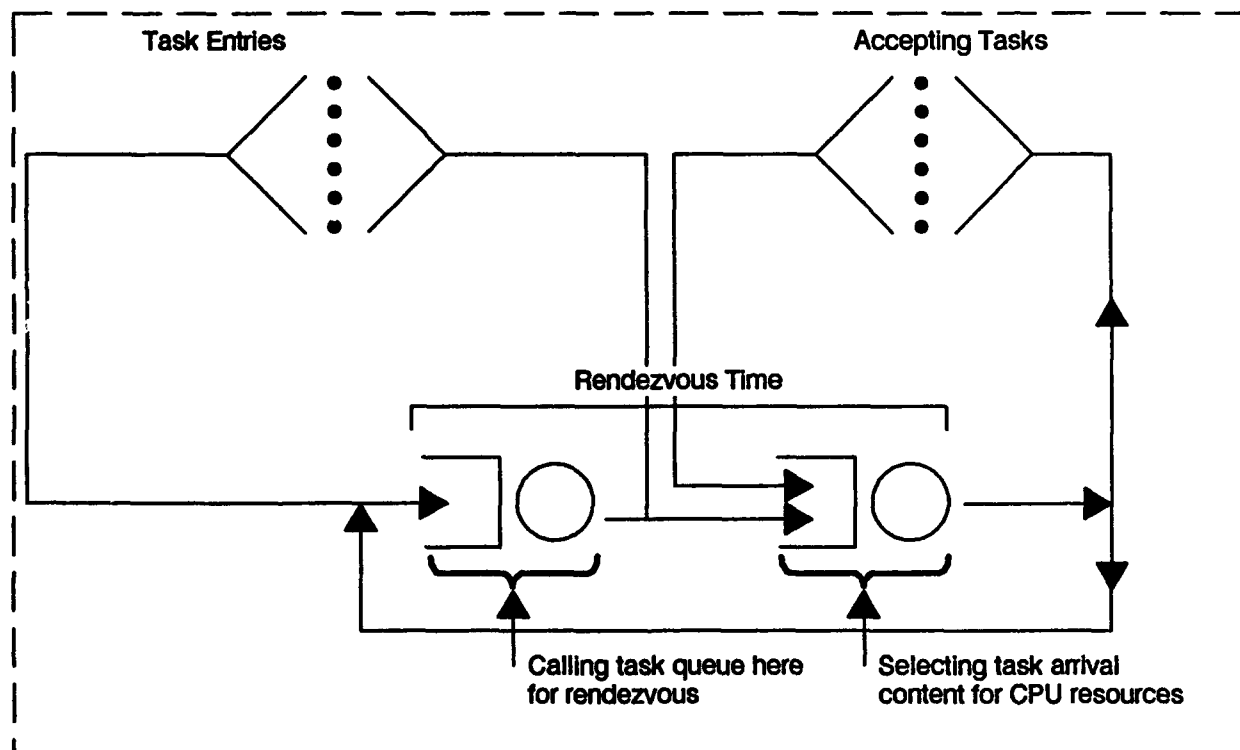 Task Entries
Accepting Tasks
Rendezvous Time
Calling task queue here
for rendezvous
Selecting task arrival
content for CPU resources